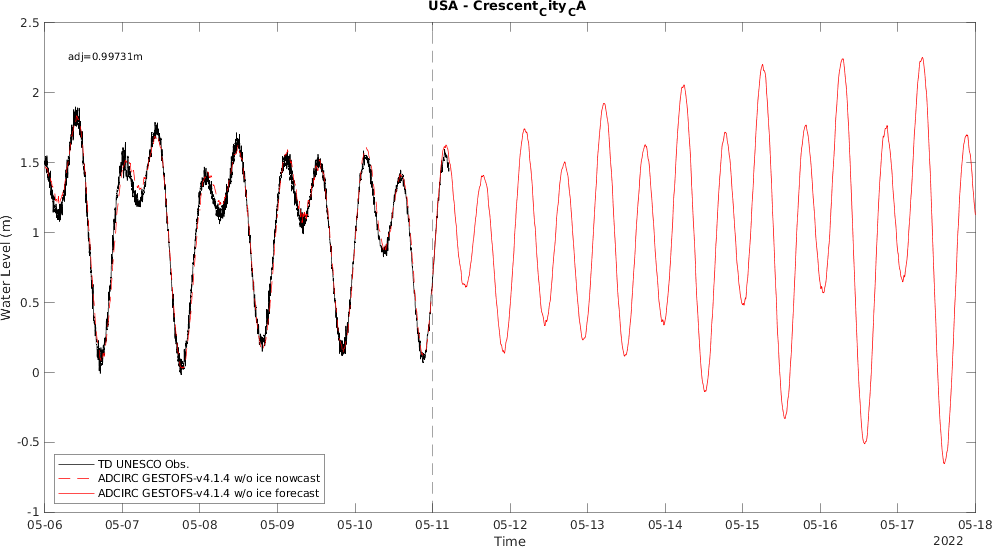 USA - Crescent_City_CA
adj=0.99731m
Water Level (m)
2.5
2
1.5
1
0.5
0
-0.5
-1
TD UNESCO Obs.
ADCIRC GESTOFS-v4.1.4 w/o ice nowcast
ADCIRC GESTOFS-v4.1.4 w/o ice forecast
05-06 05-07 05-08 05-09 05-10 05-11 05-12 05-13 05-14 05-15 05-16 05-17 05-18
Time
2022